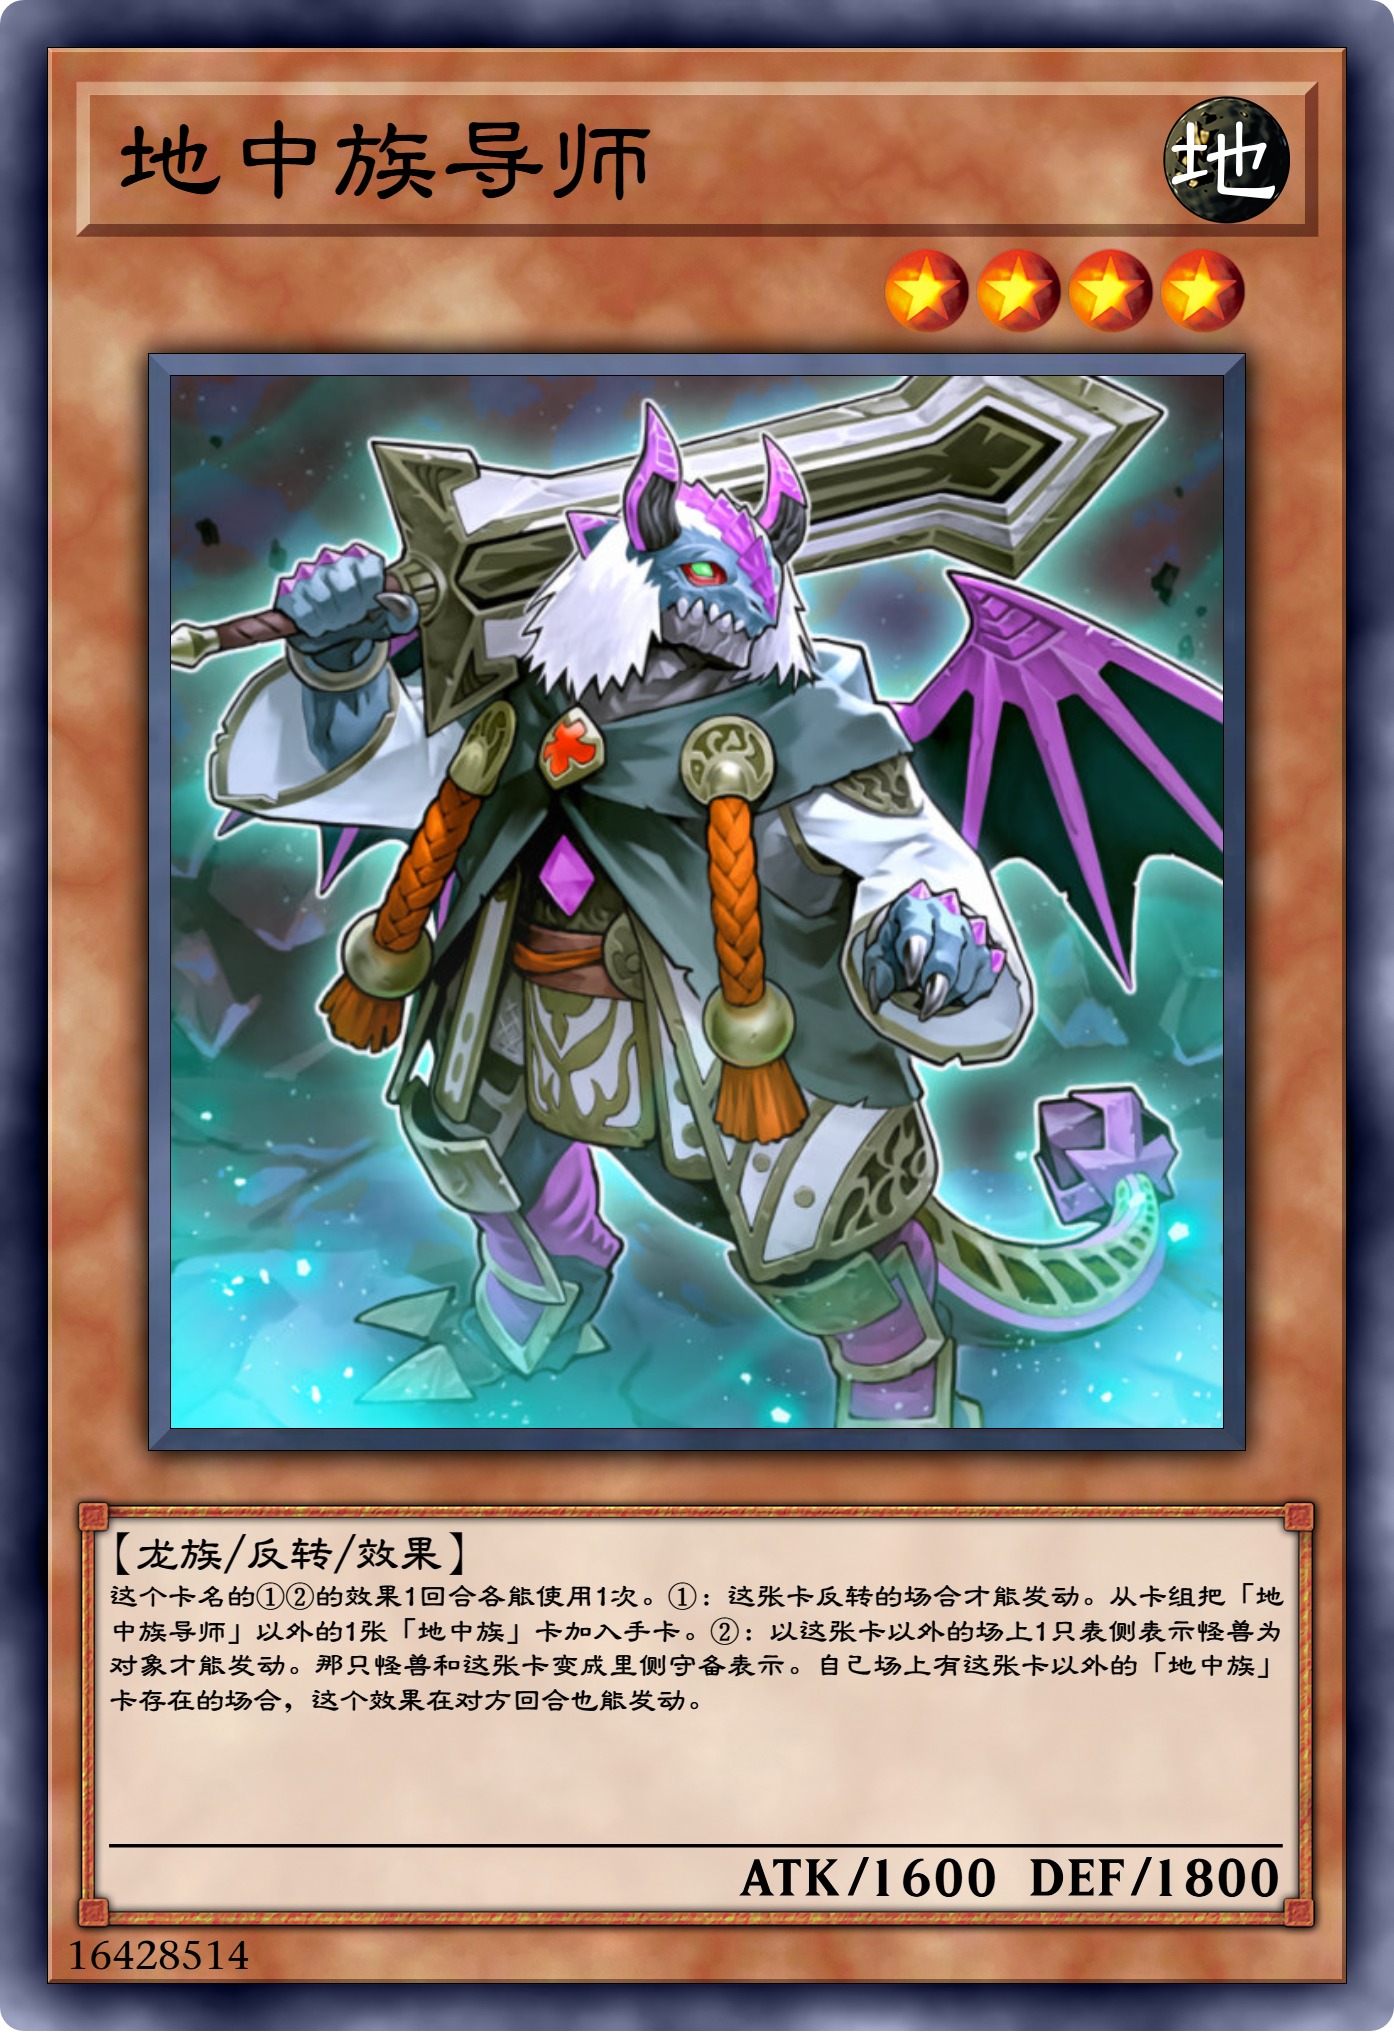 地中族导师
地
【龙族/反转/效果】
这个卡名的①②的效果1回合各能使用1次。①：这张卡反转的场合才能发动。从卡组把「地
中族导师」以外的1张「地中族」卡加入手卡。②：以这张卡以外的场上1只表侧表示怪兽为
对象才能发动。那只怪兽和这张卡变成里侧守备表示。自己场上有这张卡以外的「地中族」
卡存在的场合，这个效果在对方回合也能发动。
ATK/1600 DEF/1800
16428514